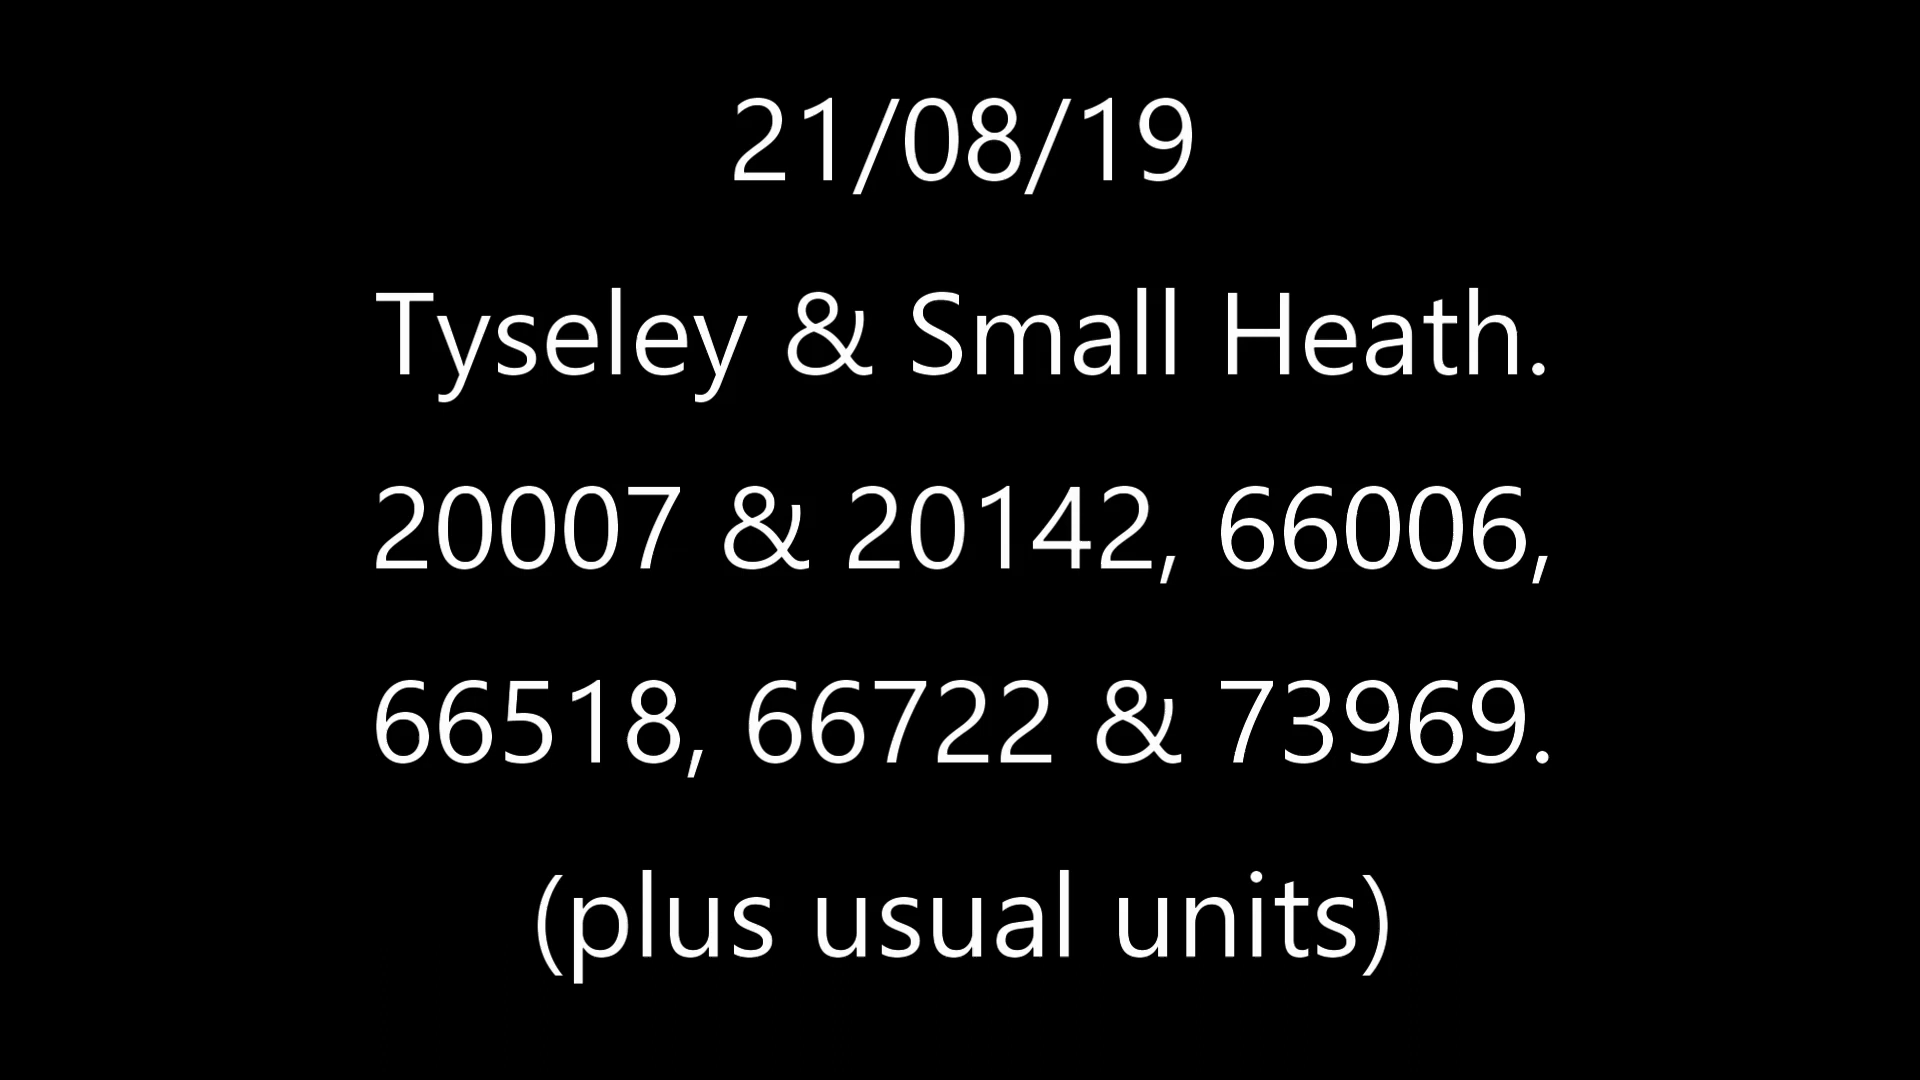 21/08/19
Tyseley & Small Heath.
20007 & 20142, 66006,
66518, 66722 & 73969.
(plus usual units)